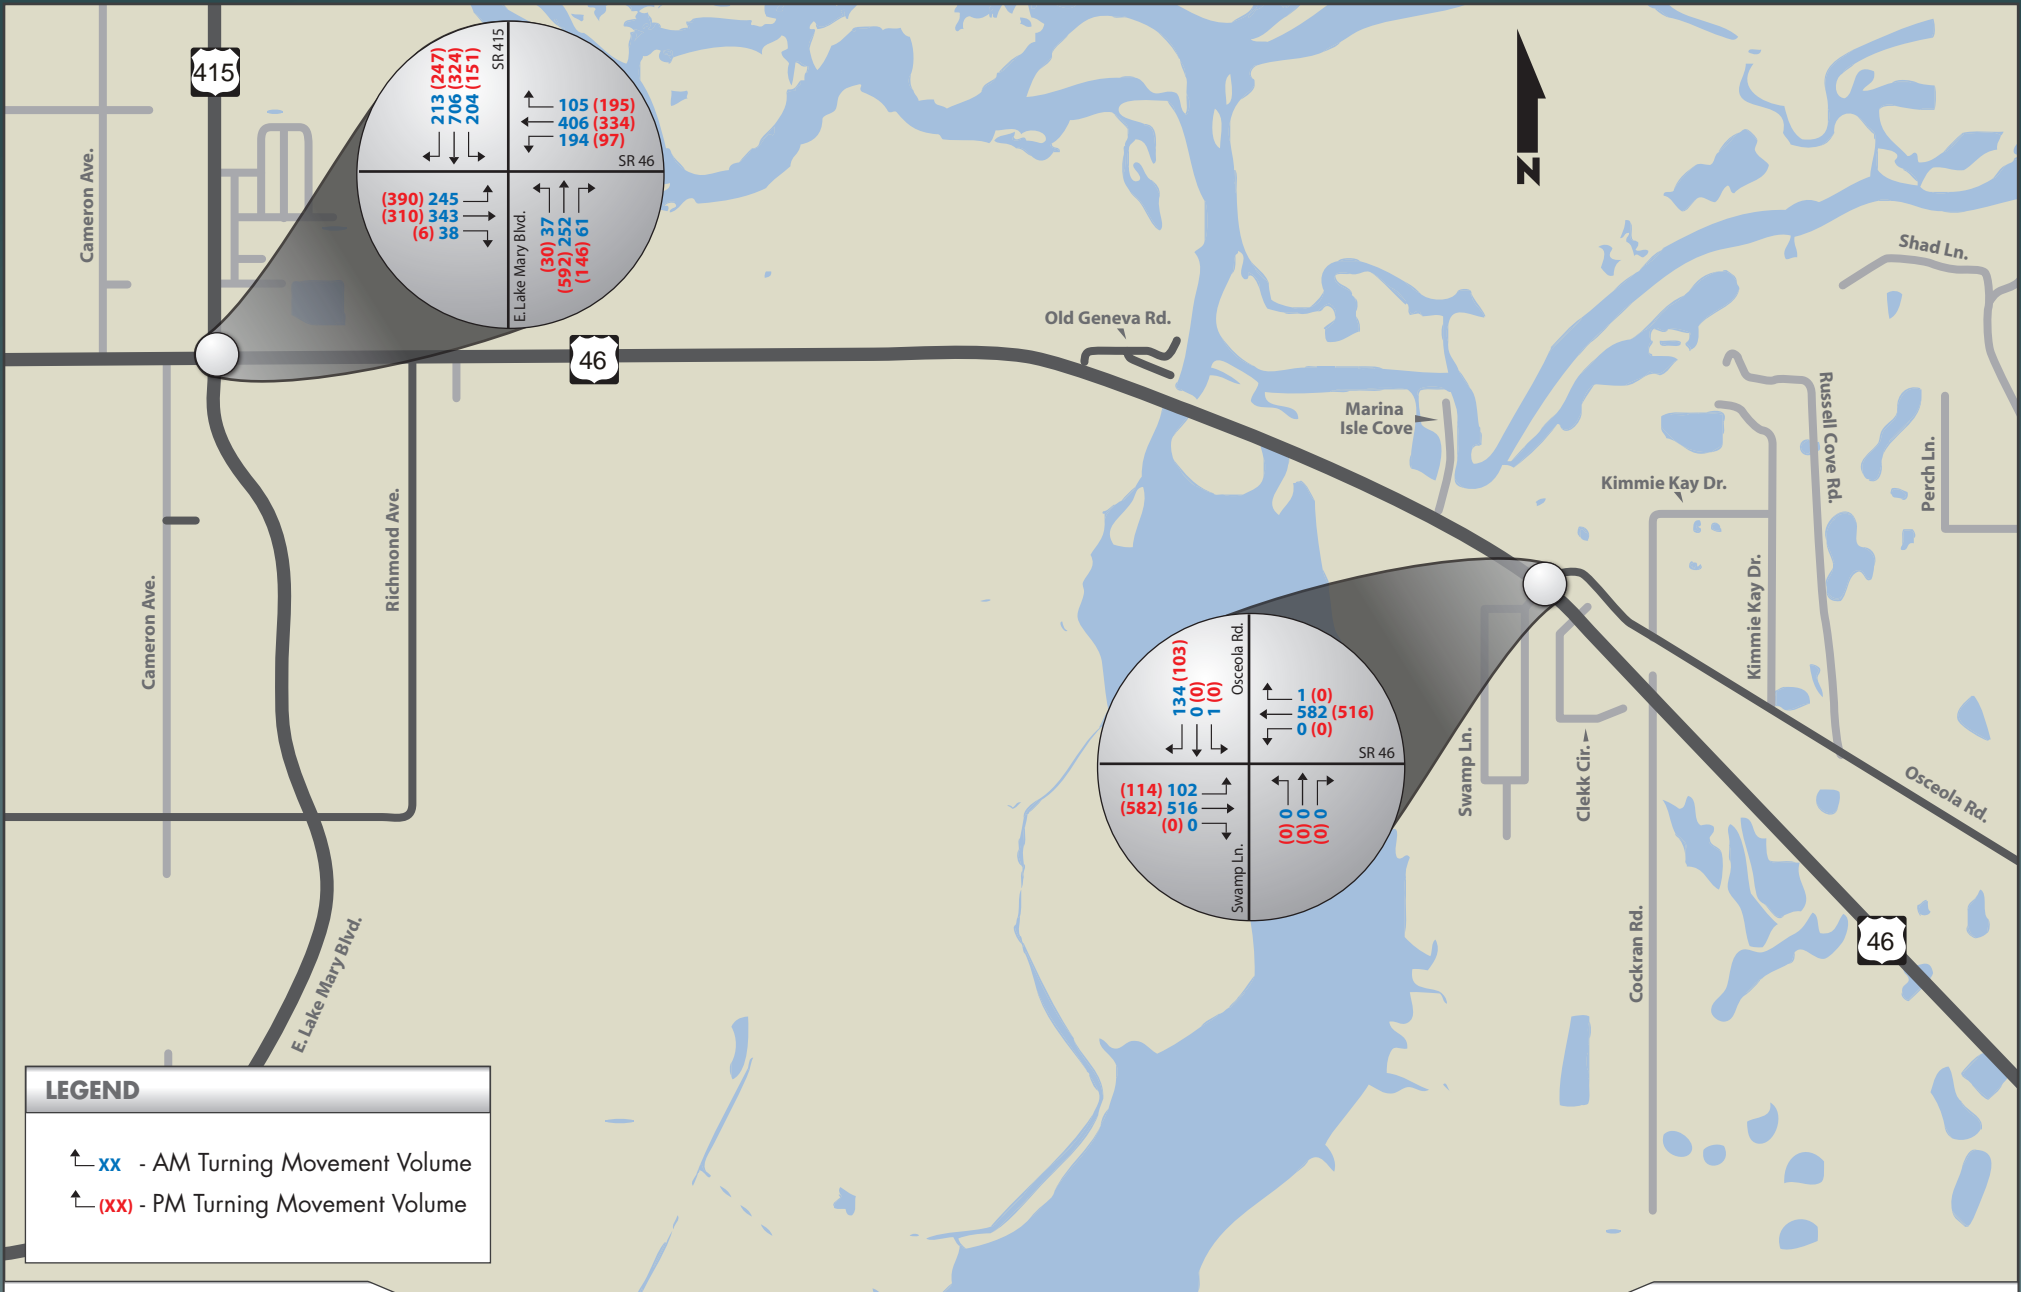 415
SR 415
213 (247)
706 (324)
204 (151)
105 (195)
406 (334)
194 (97)
SR 46
(390) 245
(310) 343
(6) 38
E. Lake Mary Blvd.
(30) 37
(592) 252
(146) 61
Cameron Ave.
46
Old Geneva Rd.
Marina
Isle Cove
Shad Ln.
Russell Cove Rd.
Perch Ln.
Kimmie Kay Dr.
Kimmie Kay Dr.
Richmond Ave.
Cameron Ave.
Osceola Rd.
134 (103)
0 (0)
1 (0)
1 (0)
582 (516)
0 (0)
SR 46
(114) 102
(582) 516
(0) 0
Swamp Ln.
(0) 0
(0) 0
(0) 0
Swamp Ln.
Clekk Cir.
Osceola Rd.
Cockran Rd.
46
E. Lake Mary Blvd.
N
LEGEND
XX - AM Turning Movement Volume
(XX) - PM Turning Movement Volume